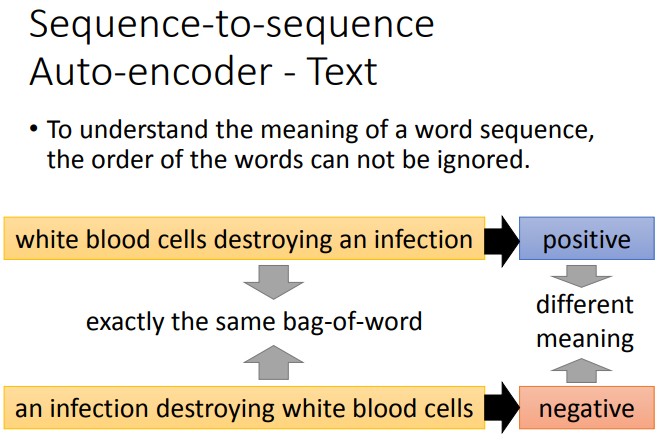 Sequence-to-sequence
Auto-encoder - Text
• To understand the meaning of a word sequence,
the order of the words can not be ignored.
white blood cells destroying an infection
positive
exactly the same bag-of-word
different
meaning
an infection destroying white blood cells
negative